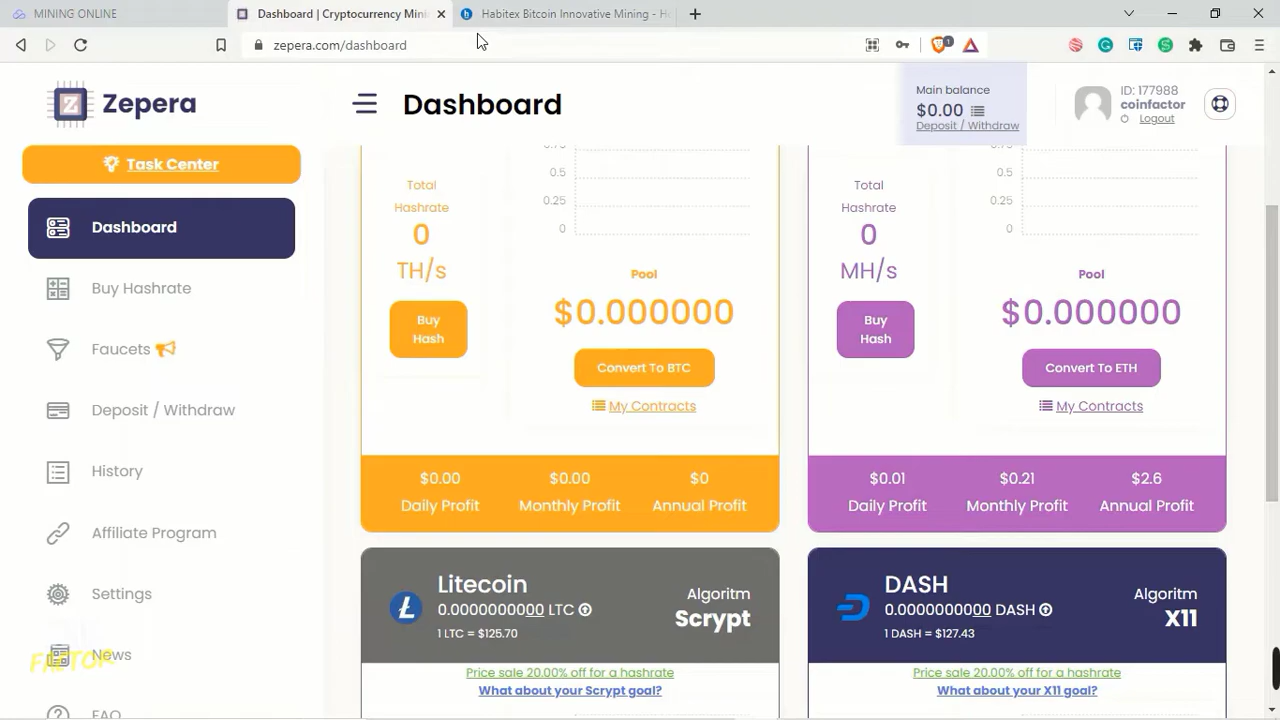 MINING ONLINE
Dashboard | Cryptocurrency Mini
Habitex Bitcoin Innovative Mining - Ho
zepera.com/dashboard
1
Z
Zepera
Dashboard
Main balance
$0.00
Deposit / Withdraw
ID: 177988
coinfactor
Logout
Task Center
Dashboard
Buy Hashrate
Faucets
Deposit / Withdraw
History
Affiliate Program
Settings
News
FAQ
0.75
0.5
0.25
0
Total
Hashrate
0
TH/s
Buy
Hash
Pool
$0.000000
Convert To BTC
My Contracts
$0.00
Daily Profit
$0.00
Monthly Profit
$0
Annual Profit
0.75
0.5
0.25
0
Total
Hashrate
0
MH/s
Buy
Hash
Pool
$0.000000
Convert To ETH
My Contracts
$0.01
Daily Profit
$0.21
Monthly Profit
$2.6
Annual Profit
Litecoin
0.0000000000 LTC
1 LTC = $125.70
Algoritm
Scrypt
Price sale 20.00% off for a hashrate
What about your Scrypt goal?
DASH
0.0000000000 DASH
1 DASH = $127.43
Algoritm
X11
Price sale 20.00% off for a hashrate
What about your X11 goal?